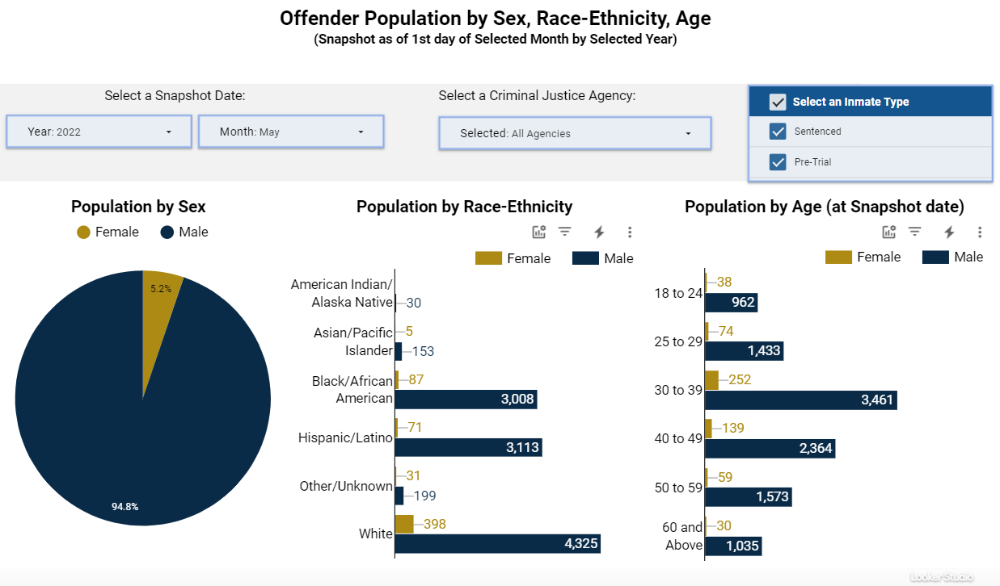 Offender Population by Sex, Race-Ethnicity, Age
(Snapshot as of 1st day of Selected Month by Selected Year)
Select a Snapshot Date:
Select a Criminal Justice Agency:
Year: 2022
Month: May
Selected: All Agencies
Select an Inmate Type
Sentenced
Pre-Trial
Population by Sex
Female
Male
5.2%
94.8%
Population by Race-Ethnicity
Female
Male
American Indian/
Alaska Native
30
Asian/Pacific
Islander
5
153
Black/African
American
87
3,008
Hispanic/Latino
71
3,113
Other/Unknown
31
199
White
398
4,325
Population by Age (at Snapshot date)
Female
Male
18 to 24
38
962
25 to 29
74
1,433
30 to 39
252
3,461
40 to 49
139
2,364
50 to 59
59
1,573
60 and
Above
30
1,035
Looker Studio